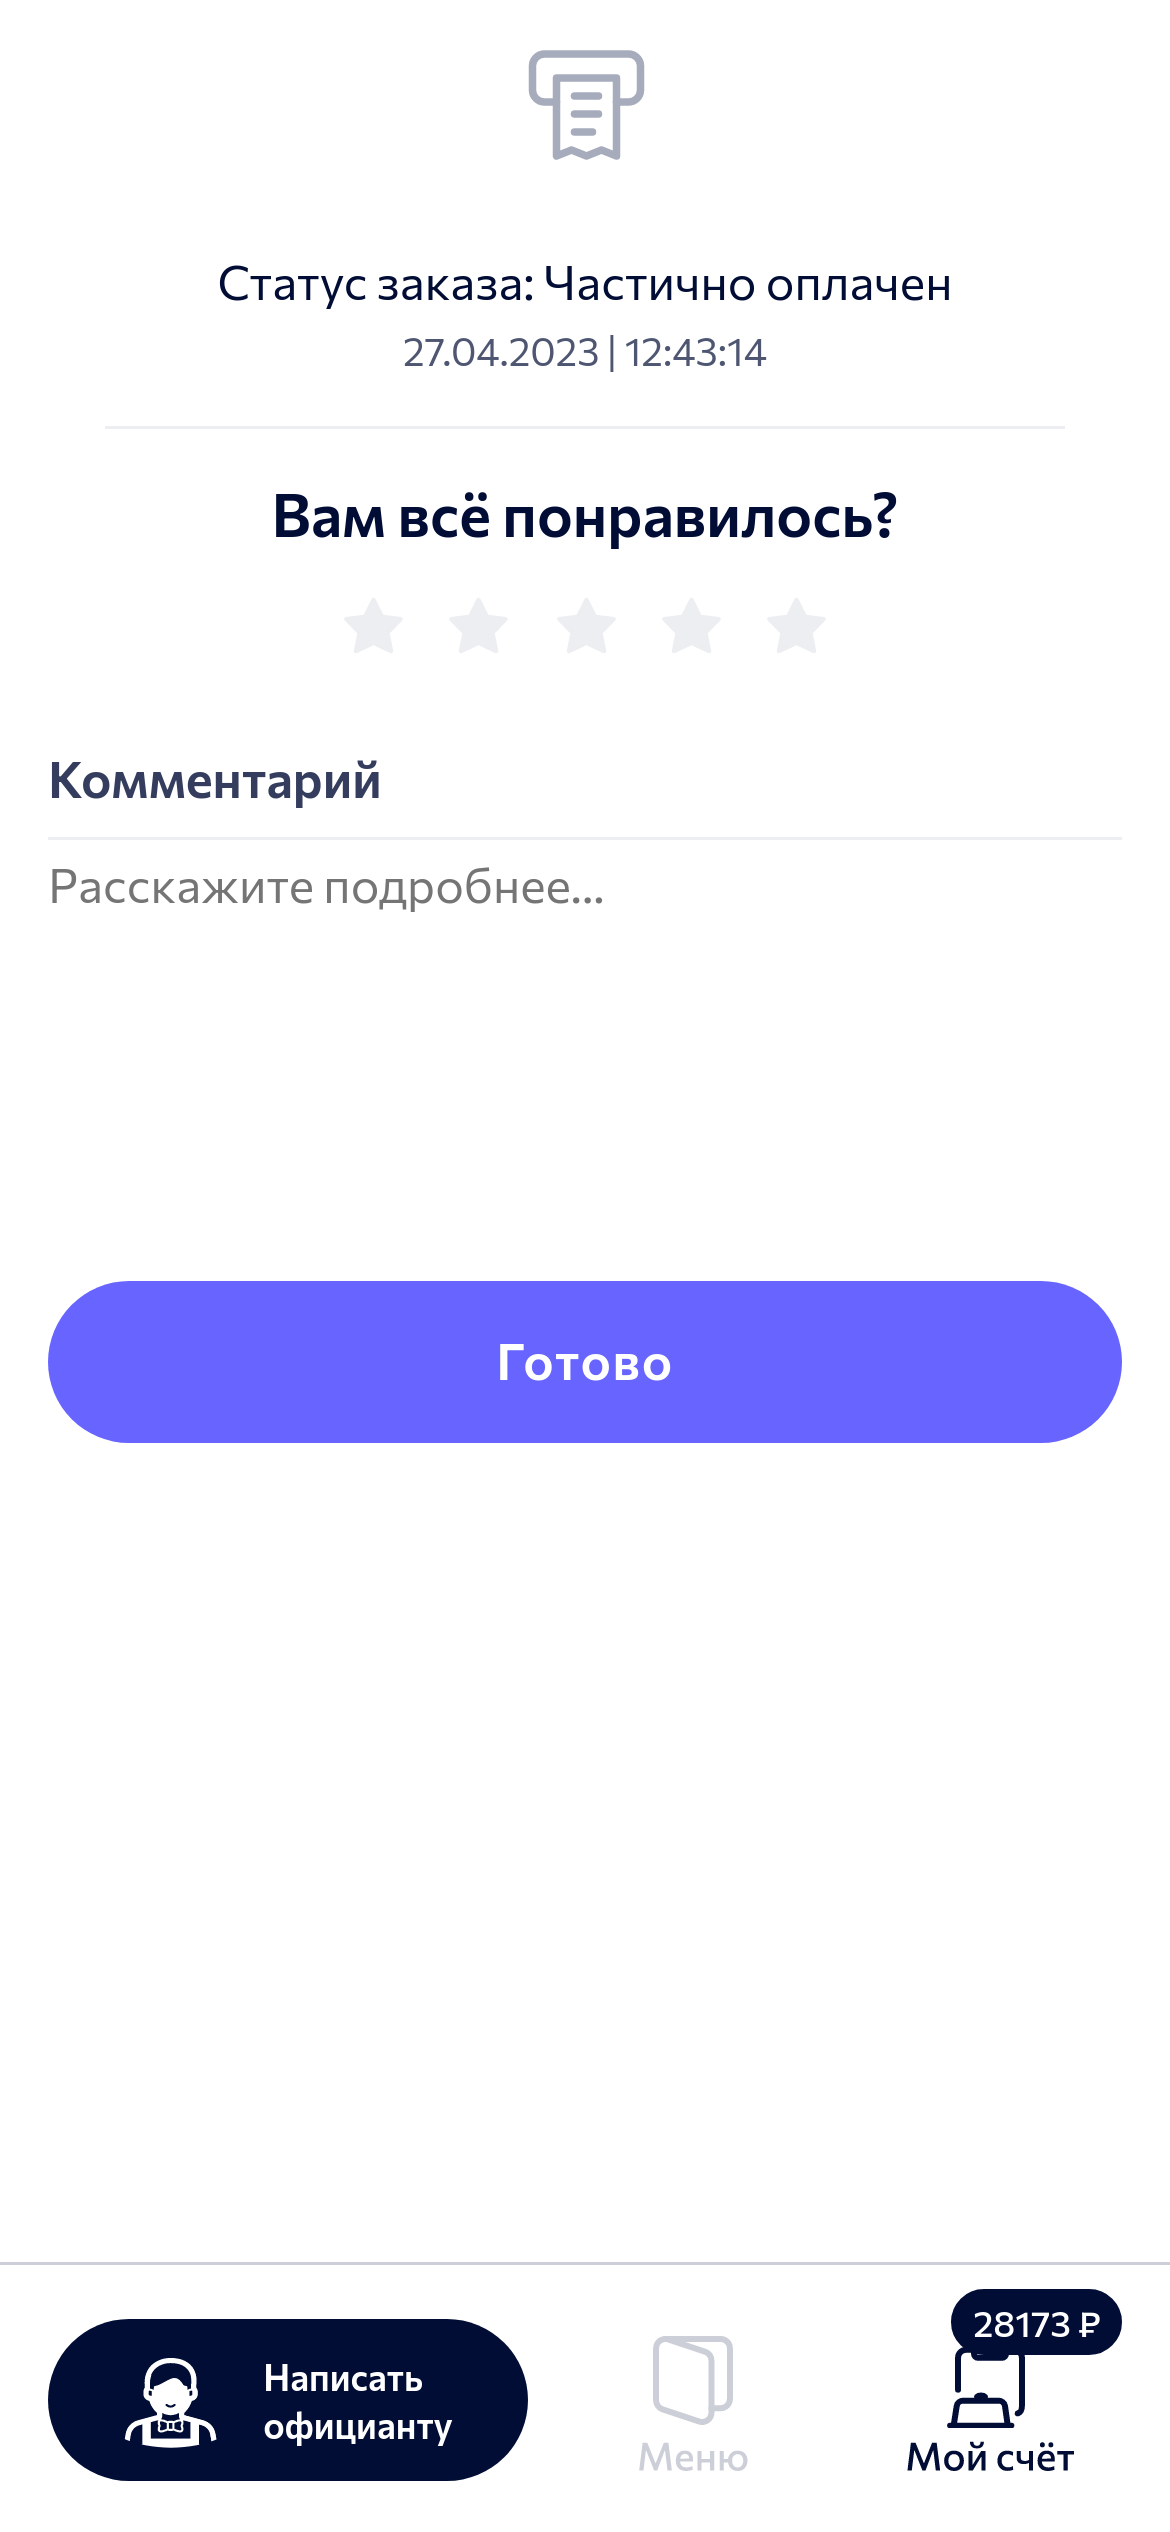 Статус заказа: Частично оплачен
27.04.2023 | 12:43:14
Вам всё понравилось?
Комментарий
Расскажите подробнее...
Готово
Написать
официанту
Меню
28173 ₽
Мой счёт